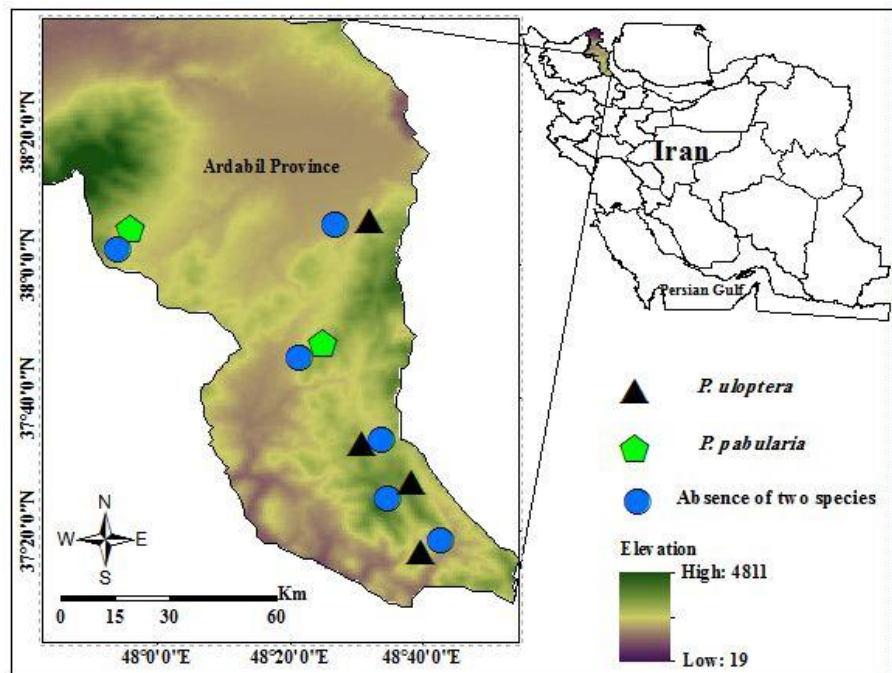 38°20'0"N
38°0'0"N
37°40'0"N
37°20'0"N
Ardabil Province
N
W E
S
Km
0 15 30 60
48°0'0"E 48°20'0"E 48°40'0"E
Iran
Persian Gulf
P. uloptera
P. pabularia
Absence of two species
Elevation
High: 4811
Low: 19